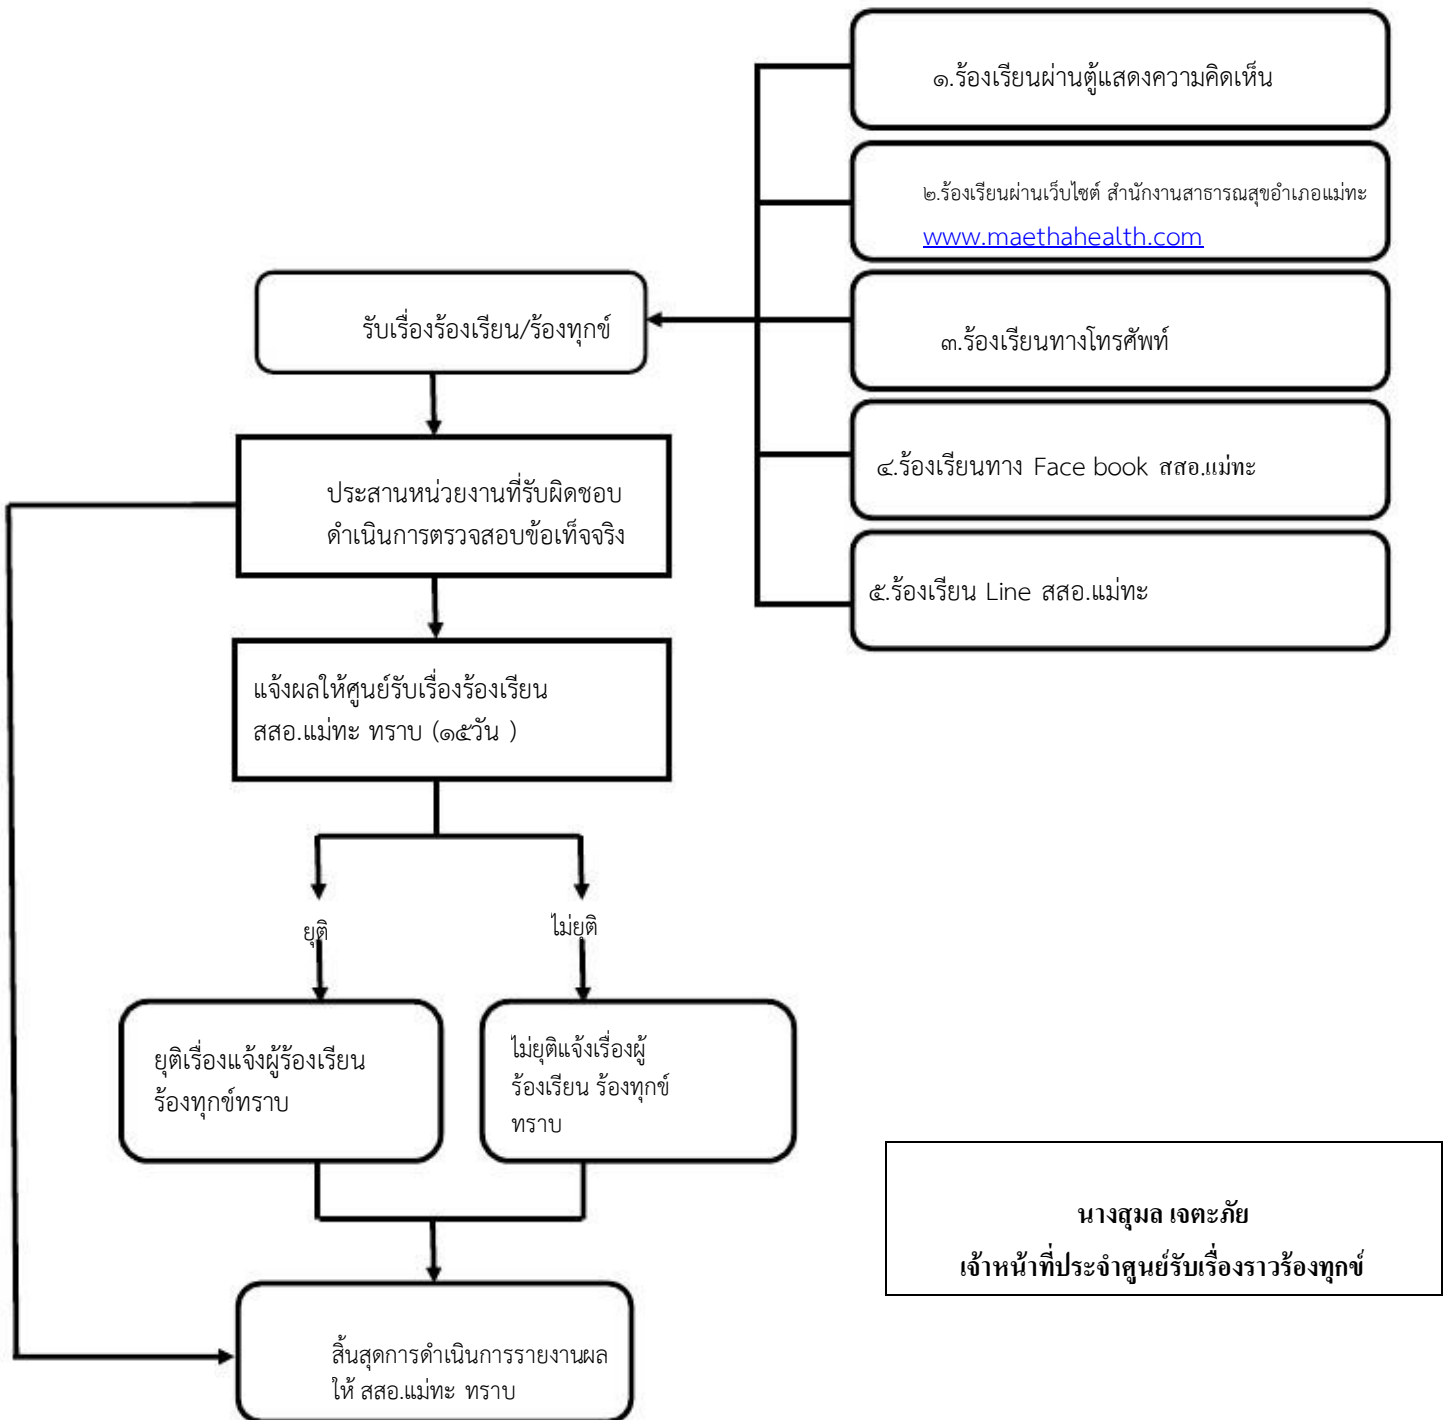 ๑.ร้องเรียนผ่านตู้แสดงความคิดเห็น
๒.ร้องเรียนผ่านเว็บไซต์ สำนักงานสาธารณสุขอำเภอแม่ทะ
www.maethahealth.com
รับเรื่องร้องเรียน/ร้องทุกข์
๓.ร้องเรียนทางโทรศัพท์
๔.ร้องเรียนทาง Face book สสอ.แม่ทะ
ประสานหน่วยงานที่รับผิดชอบ
ดำเนินการตรวจสอบข้อเท็จจริง
๕.ร้องเรียน Line สสอ.แม่ทะ
แจ้งผลให้ศูนย์รับเรื่องร้องเรียน
สสอ.แม่ทะ ทราบ (๑๕วัน )
ยุติ
ไม่ยุติ
ยุติเรื่องแจ้งผู้ร้องเรียน
ร้องทุกข์ทราบ
ไม่ยุติแจ้งเรื่องผู้
ร้องเรียน ร้องทุกข์
ทราบ
นางสุมล เจตะภัย
เจ้าหน้าที่ประจำศูนย์รับเรื่องราวร้องทุกข์
สิ้นสุดการดำเนินการรายงานผล
ให้ สสอ.แม่ทะ ทราบ